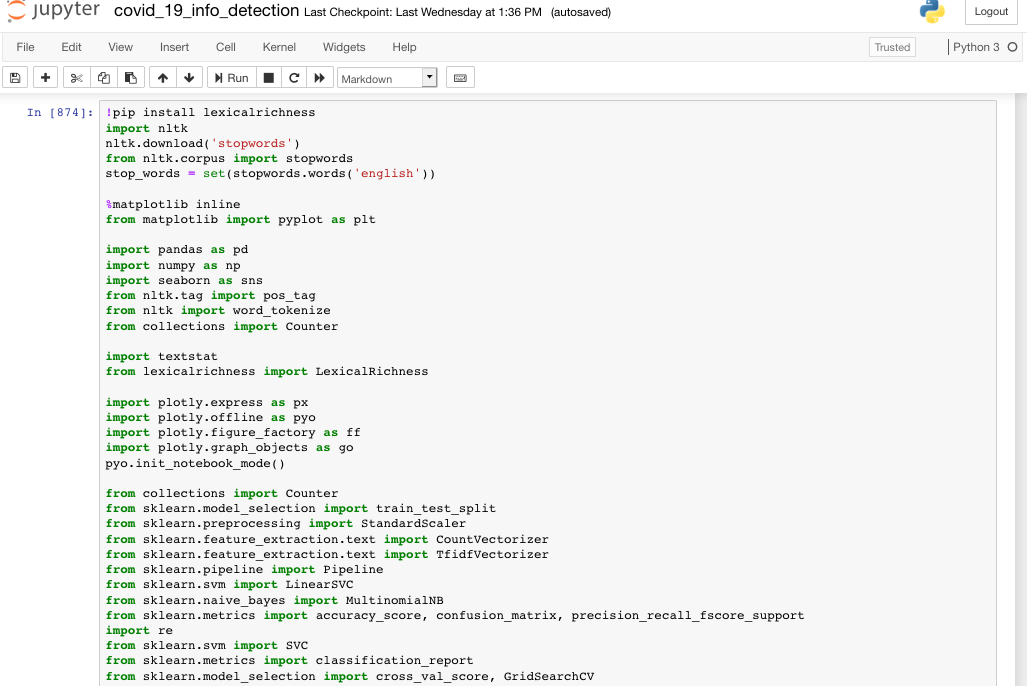 jupyter covid_19_info_detection Last Checkpoint: Last Wednesday at 1:36 PM (autosaved) Logout
File Edit View Insert Cell Kernel Widgets Help Trusted Python 3
Run Markdown
In [874]: !pip install lexicalrichness
import nltk
nltk.download('stopwords')
from nltk.corpus import stopwords
stop_words = set(stopwords.words('english'))
%matplotlib inline
from matplotlib import pyplot as plt
import pandas as pd
import numpy as np
import seaborn as sns
from nltk.tag import pos_tag
from nltk import word_tokenize
from collections import Counter
import textstat
from lexicalrichness import LexicalRichness
import plotly.express as px
import plotly.offline as pyo
import plotly.figure_factory as ff
import plotly.graph_objects as go
pyo.init_notebook_mode()
from collections import Counter
from sklearn.model_selection import train_test_split
from sklearn.preprocessing import StandardScaler
from sklearn.feature_extraction.text import CountVectorizer
from sklearn.feature_extraction.text import TfidfVectorizer
from sklearn.pipeline import Pipeline
from sklearn.svm import LinearSVC
from sklearn.naive_bayes import MultinomialNB
from sklearn.metrics import accuracy_score, confusion_matrix, precision_recall_fscore_support
import re
from sklearn.svm import SVC
from sklearn.metrics import classification_report
from sklearn.model_selection import cross_val_score, GridSearchCV